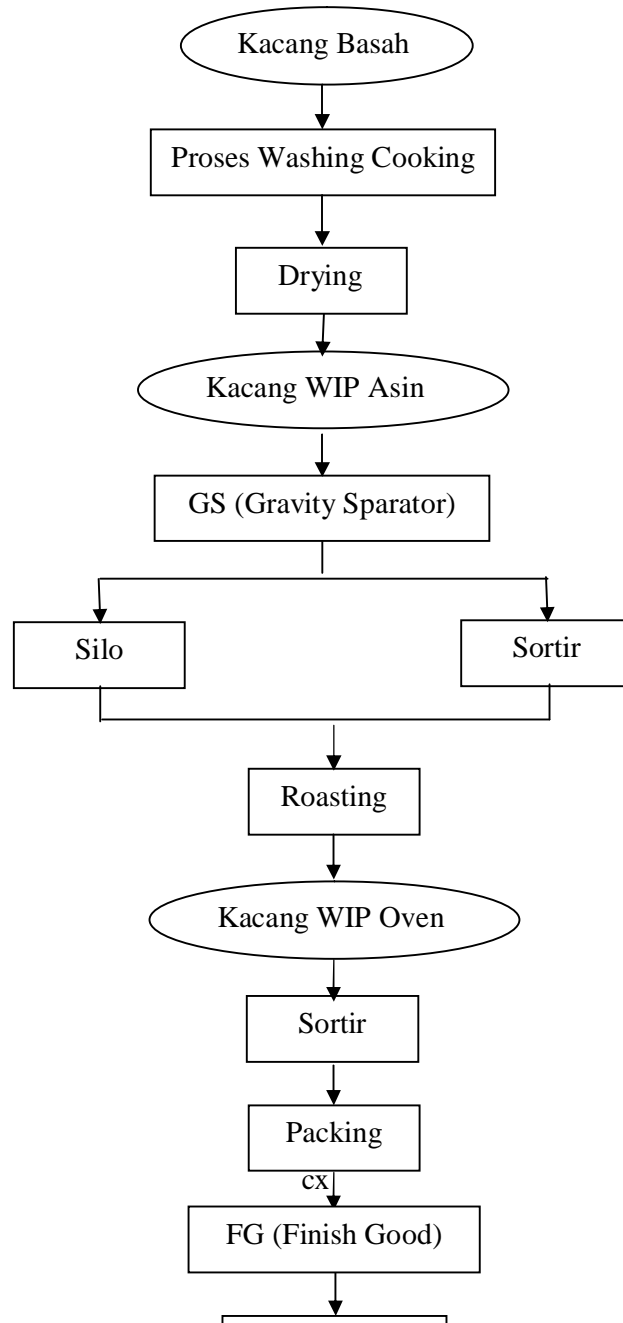 Kacang Basah
Proses Washing Cooking
Drying
Kacang WIP Asin
GS (Gravity Sparator)
Silo
Sortir
Roasting
Kacang WIP Oven
Sortir
Packing
cx
FG (Finish Good)